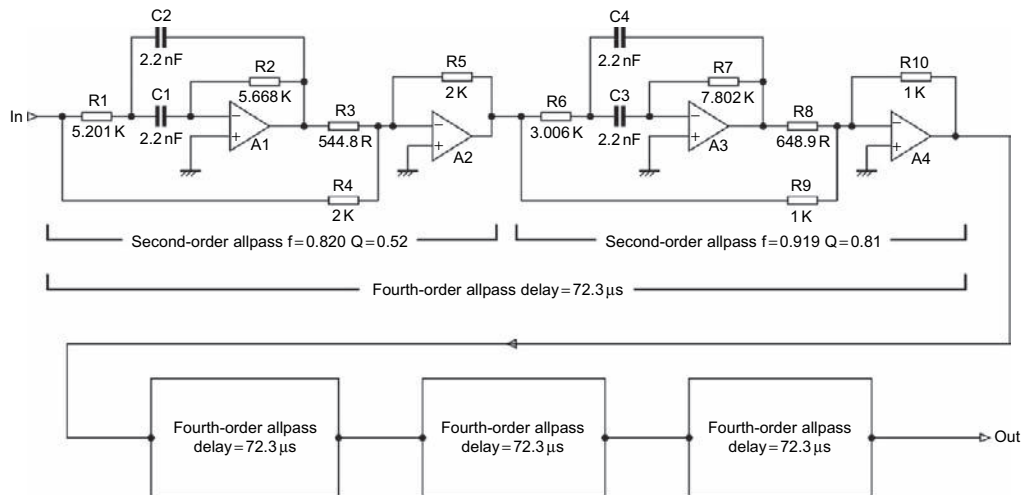 C2
2.2 nF
R2
5.668 K
R1
5.201 K
C1
2.2 nF
In
A1
R3
544.8 R
R5
2 K
A2
R4
2 K
C4
2.2 nF
R7
7.802 K
R6
3.006 K
C3
2.2 nF
A3
R8
648.9 R
R10
1 K
A4
R9
1 K
Second-order allpass f=0.820 Q=0.52
Second-order allpass f=0.919 Q=0.81
Fourth-order allpass delay=72.3 µs
Fourth-order allpass
delay=72.3 µs
Fourth-order allpass
delay=72.3 µs
Fourth-order allpass
delay=72.3 µs
Out